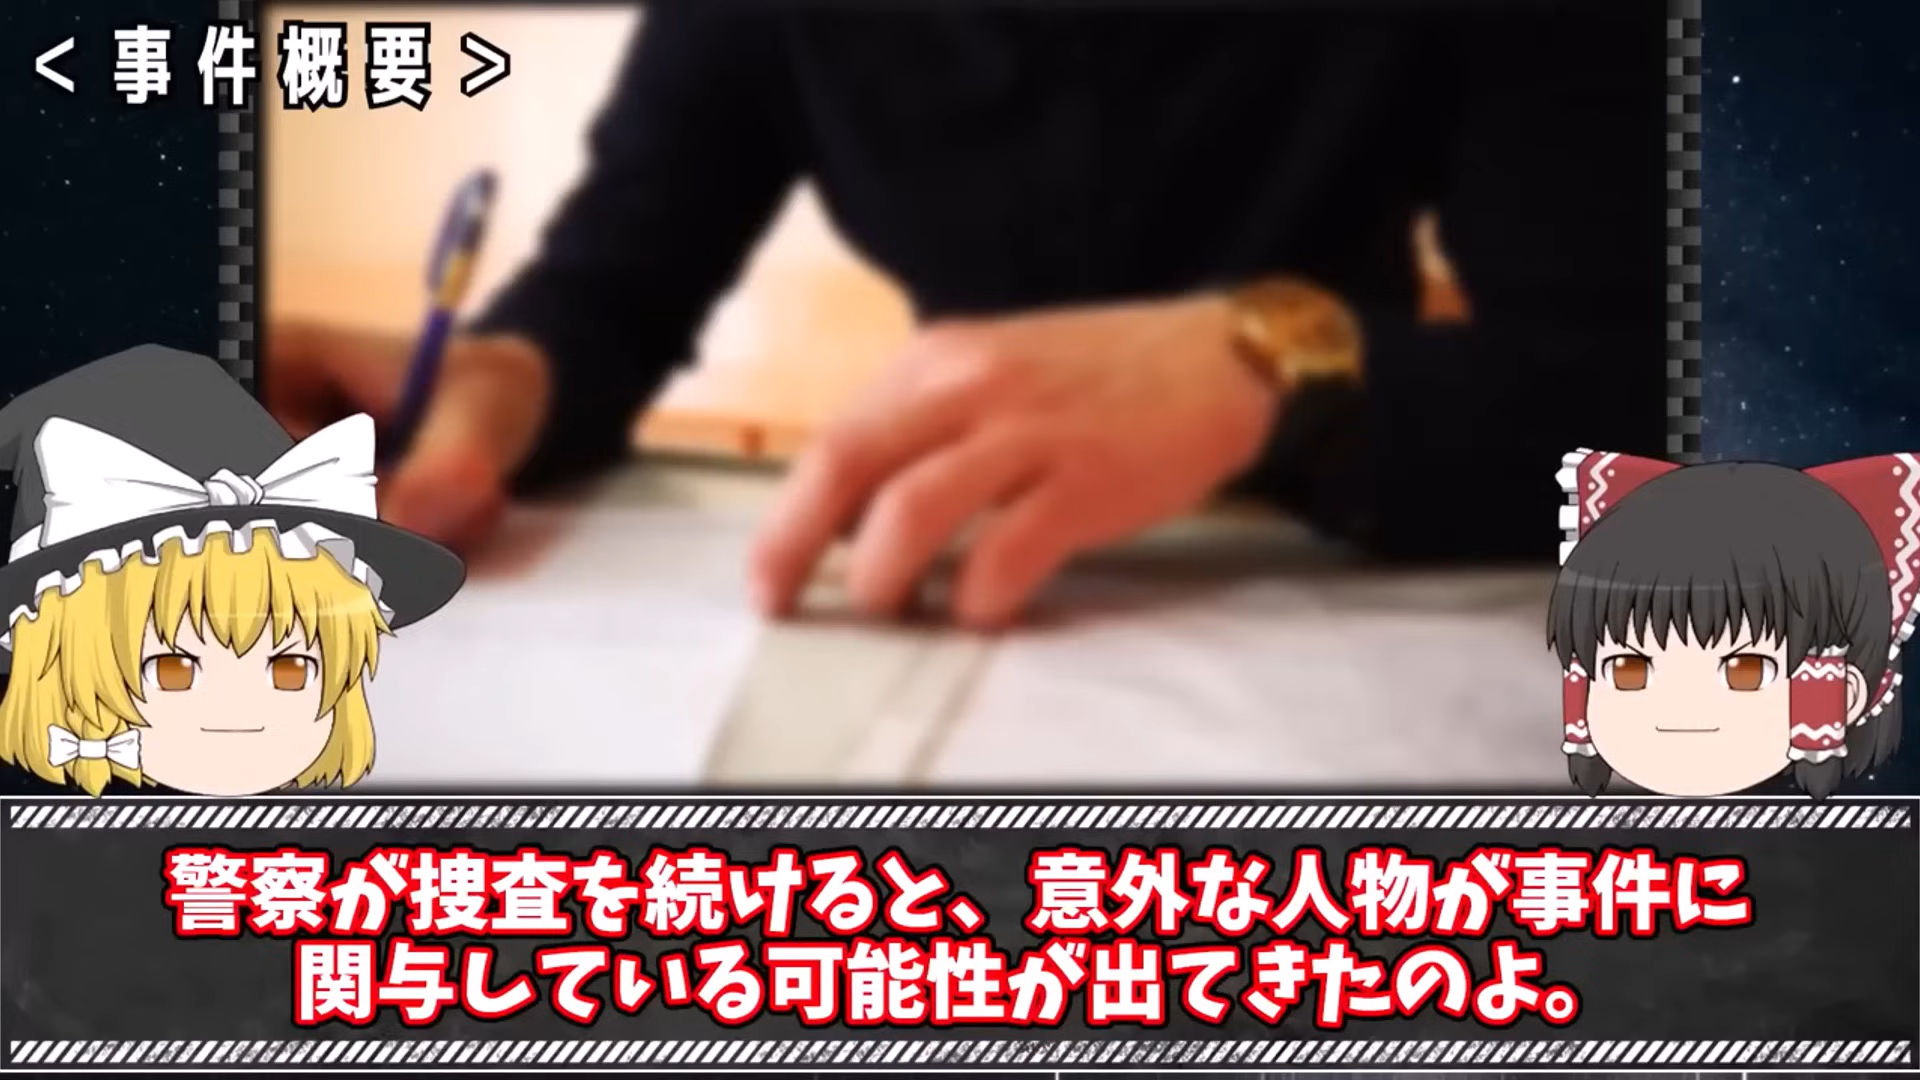 ＜事件概要＞
警察が捜査を続けると、意外な人物が事件に
関与している可能性が出てきたのよ。